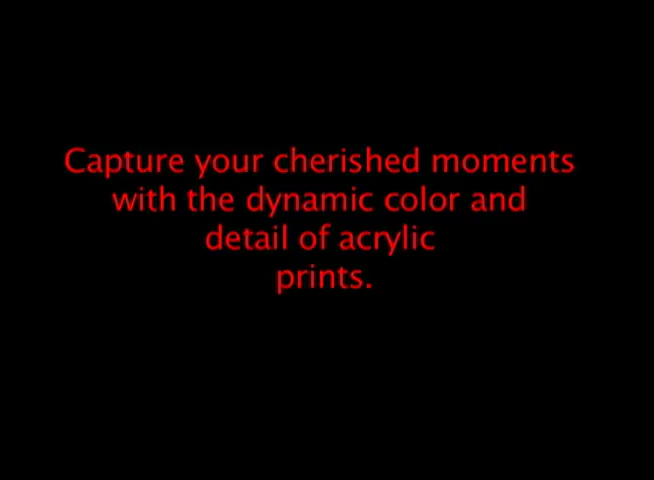 Capture your cherished moments
with the dynamic color and
detail of acrylic
prints.